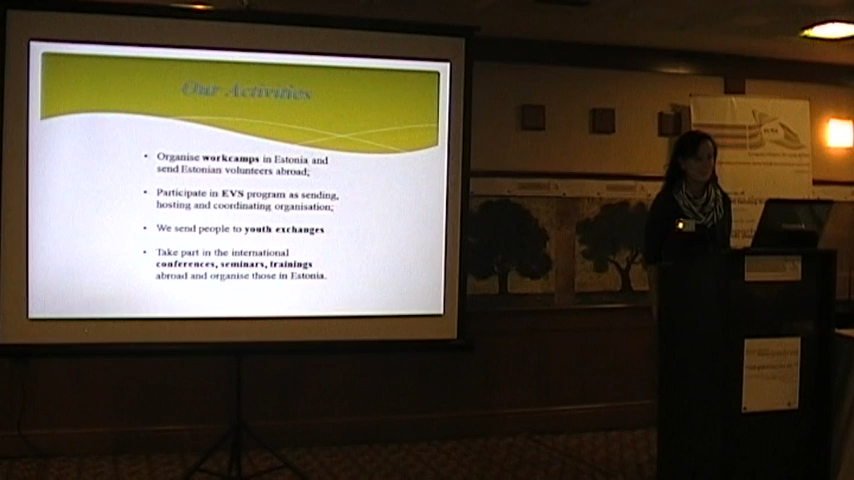 Our Activities
• Organise workcamps in Estonia and
send Estonian volunteers abroad;
• Participate in EVS program as sending,
hosting and coordinating organisation;
• We send people to youth exchanges
• Take part in the international
conferences, seminars, trainings
abroad and organise those in Estonia.